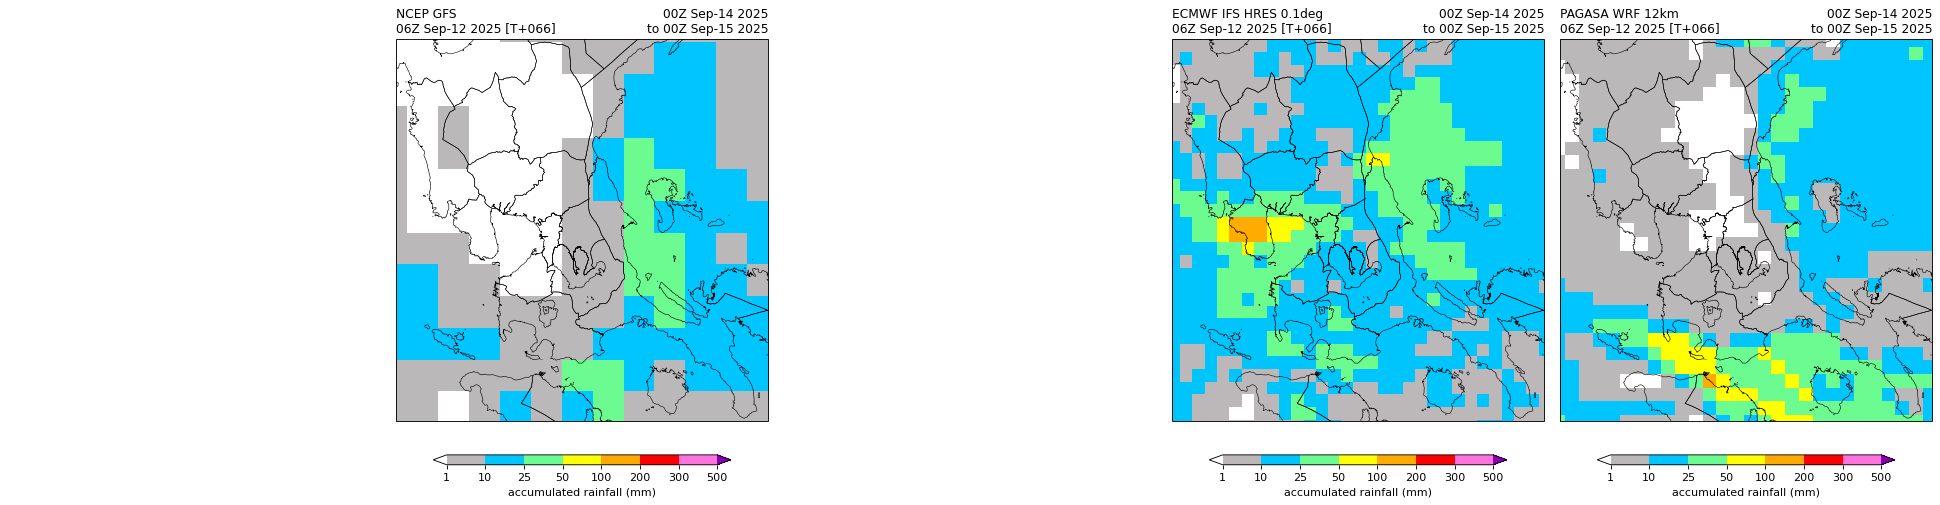 NCEP GFS 00Z Sep-14 2025
06Z Sep-12 2025 [T+066] to 00Z Sep-15 2025
1 10 25 50 100 200 300 500
accumulated rainfall (mm)
ECMWF IFS HRES 0.1deg 00Z Sep-14 2025
06Z Sep-12 2025 [T+066] to 00Z Sep-15 2025
1 10 25 50 100 200 300 500
accumulated rainfall (mm)
PAGASA WRF 12km 00Z Sep-14 2025
06Z Sep-12 2025 [T+066] to 00Z Sep-15 2025
1 10 25 50 100 200 300 500
accumulated rainfall (mm)